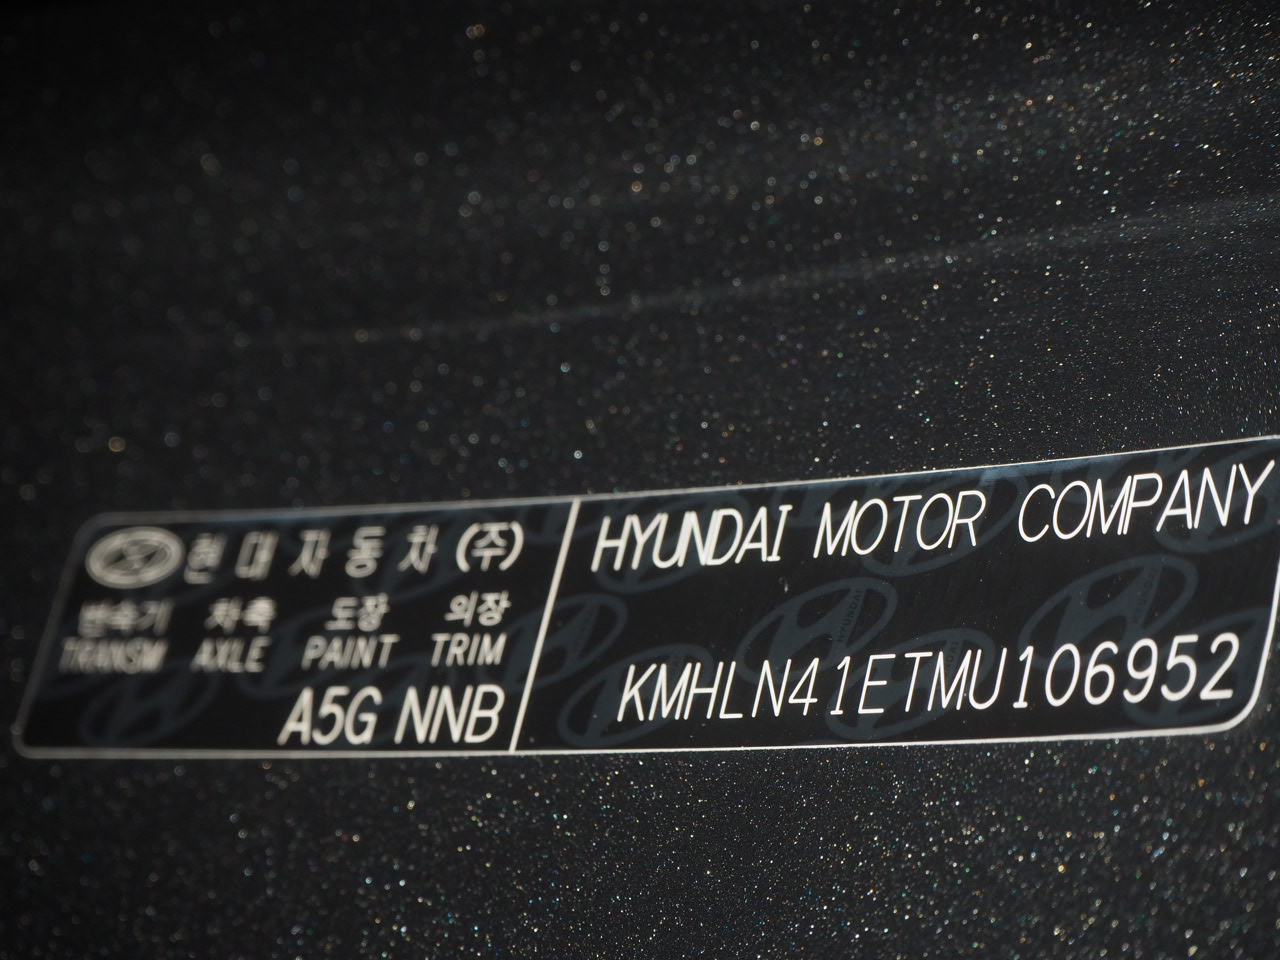 현대자동차(주)
변속기 차축 도장 의장
TRANSM AXLE PAINT TRIM
A5G NNB
HYUNDAI MOTOR COMPANY
KMHLN41ETMU106952